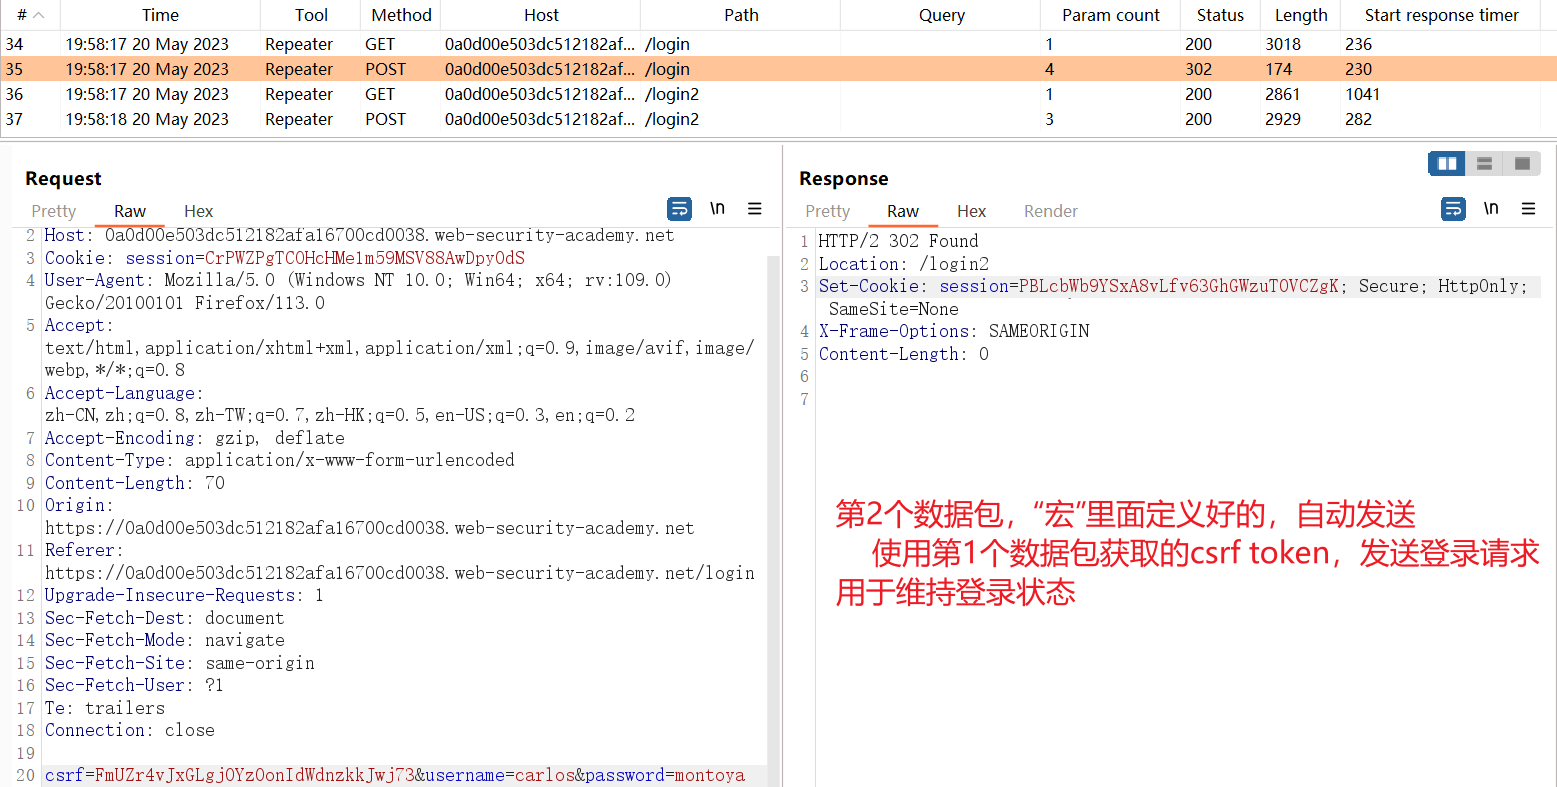 # Time Tool Method Host Path Query Param count Status Length Start response timer
34 19:58:17 20 May 2023 Repeater GET 0a0d00e503dc512182af... /login 1 200 3018 236
35 19:58:17 20 May 2023 Repeater POST 0a0d00e503dc512182af... /login 4 302 174 230
36 19:58:17 20 May 2023 Repeater GET 0a0d00e503dc512182af... /login2 1 200 2861 1041
37 19:58:18 20 May 2023 Repeater POST 0a0d00e503dc512182af... /login2 3 200 2929 282
Request
Pretty Raw Hex \n
2 Host: 0a0d00e503dc512182afa16700cd0038.web-security-academy.net
3 Cookie: session=CrPWZPgTCOHcHMe1m59MSV88AwDpyOdS
4 User-Agent: Mozilla/5.0 (Windows NT 10.0; Win64; x64; rv:109.0)
Gecko/20100101 Firefox/113.0
5 Accept:
text/html,application/xhtml+xml,application/xml;q=0.9,image/avif,image/
webp,*/*;q=0.8
6 Accept-Language:
zh-CN,zh;q=0.8,zh-TW;q=0.7,zh-HK;q=0.5,en-US;q=0.3,en;q=0.2
7 Accept-Encoding: gzip, deflate
8 Content-Type: application/x-www-form-urlencoded
9 Content-Length: 70
10 Origin:
https://0a0d00e503dc512182afa16700cd0038.web-security-academy.net
11 Referer:
https://0a0d00e503dc512182afa16700cd0038.web-security-academy.net/login
12 Upgrade-Insecure-Requests: 1
13 Sec-Fetch-Dest: document
14 Sec-Fetch-Mode: navigate
15 Sec-Fetch-Site: same-origin
16 Sec-Fetch-User: ?1
17 Te: trailers
18 Connection: close
19
20 csrf=FmUZr4vJxGLgjOYzOonIdWdnzkkJwj73&username=carlos&password=montoya
Response
Pretty Raw Hex Render \n
1 HTTP/2 302 Found
2 Location: /login2
3 Set-Cookie: session=PBLcbWb9YSxA8vLfv63GhGWzuTOVCZgK; Secure; HttpOnly;
SameSite=None
4 X-Frame-Options: SAMEORIGIN
5 Content-Length: 0
6
7
第2个数据包，“宏”里面定义好的，自动发送
使用第1个数据包获取的csrf token，发送登录请求
用于维持登录状态